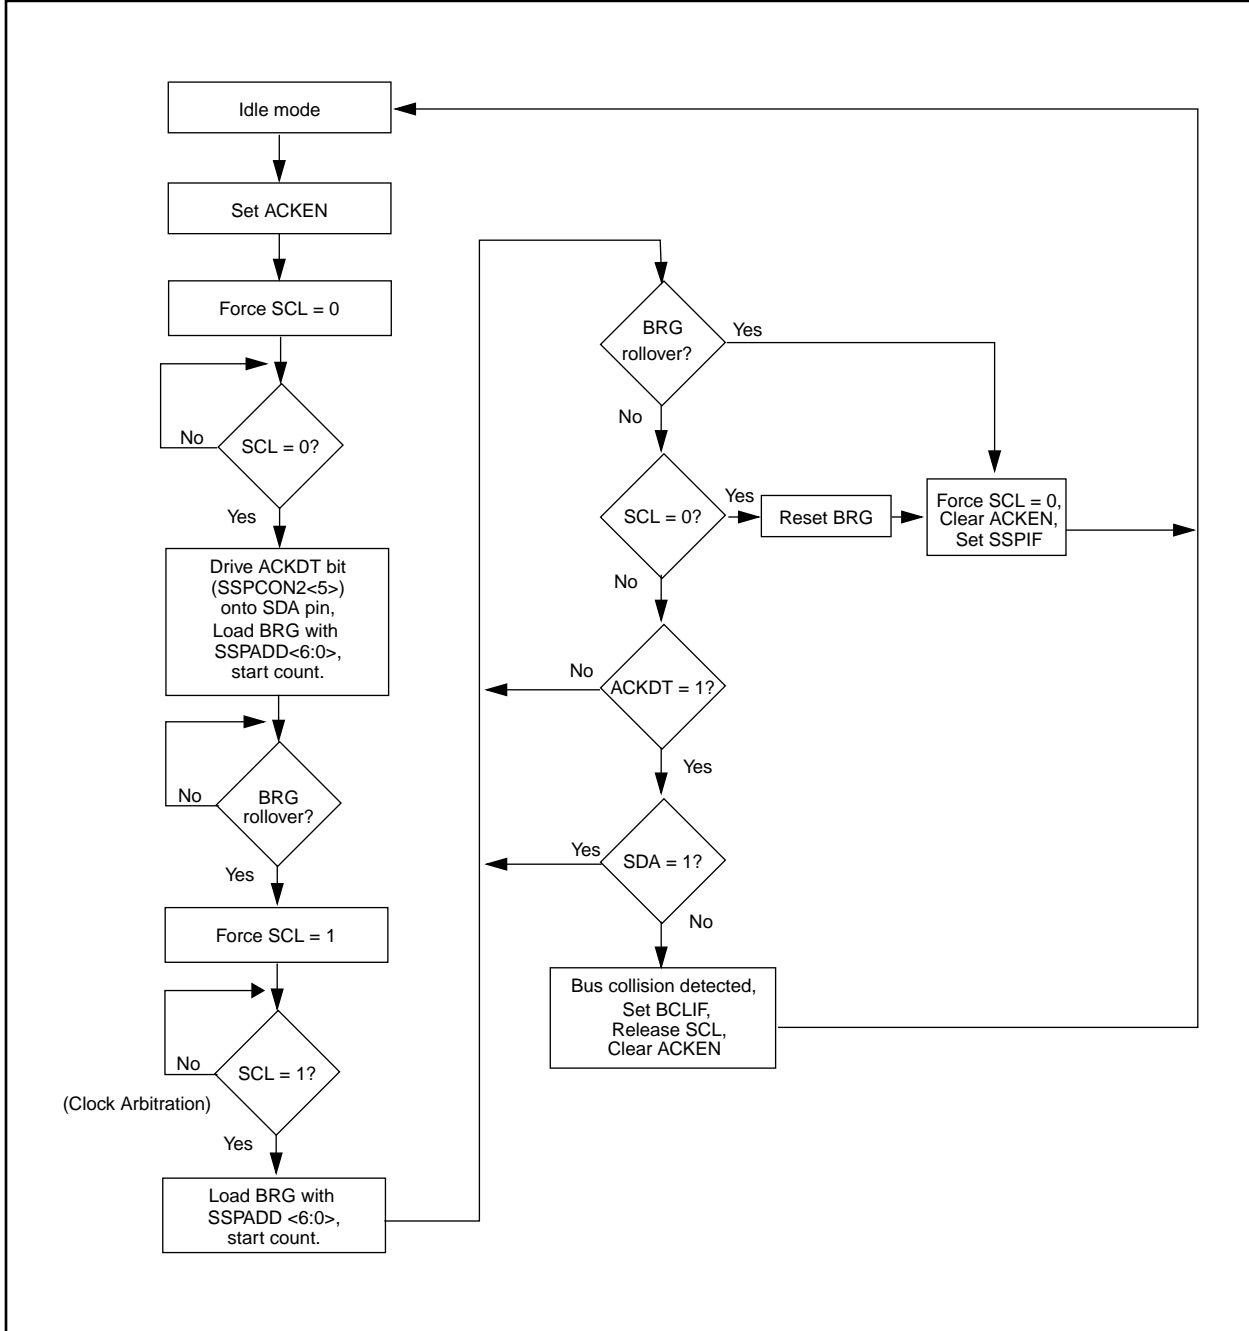 Idle mode
Set ACKEN
Force SCL = 0
SCL = 0?
No
Yes
Drive ACKDT bit
(SSPCON2<5>)
onto SDA pin,
Load BRG with
SSPADD<6:0>,
start count.
BRG
rollover?
No
Yes
Force SCL = 1
SCL = 1?
No
(Clock Arbitration)
Yes
Load BRG with
SSPADD <6:0>,
start count.
BRG
rollover?
Yes
No
SCL = 0?
Yes
Reset BRG
Force SCL = 0,
Clear ACKEN,
Set SSPIF
No
ACKDT = 1?
No
Yes
SDA = 1?
Yes
No
Bus collision detected,
Set BCLIF,
Release SCL,
Clear ACKEN